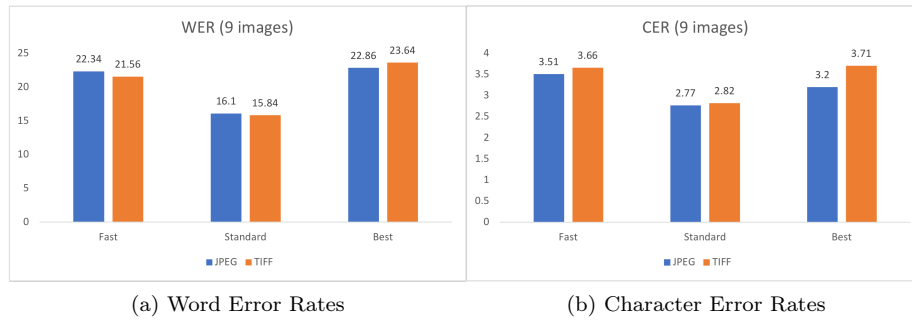 WER (9 images)
25
20
15
10
5
0
22.34
21.56
16.1
15.84
22.86
23.64
Fast
Standard
Best
JPEG
TIFF
(a) Word Error Rates
CER (9 images)
4
3.5
3
2.5
2
1.5
1
0.5
0
3.51
3.66
2.77
2.82
3.2
3.71
Fast
Standard
Best
JPEG
TIFF
(b) Character Error Rates